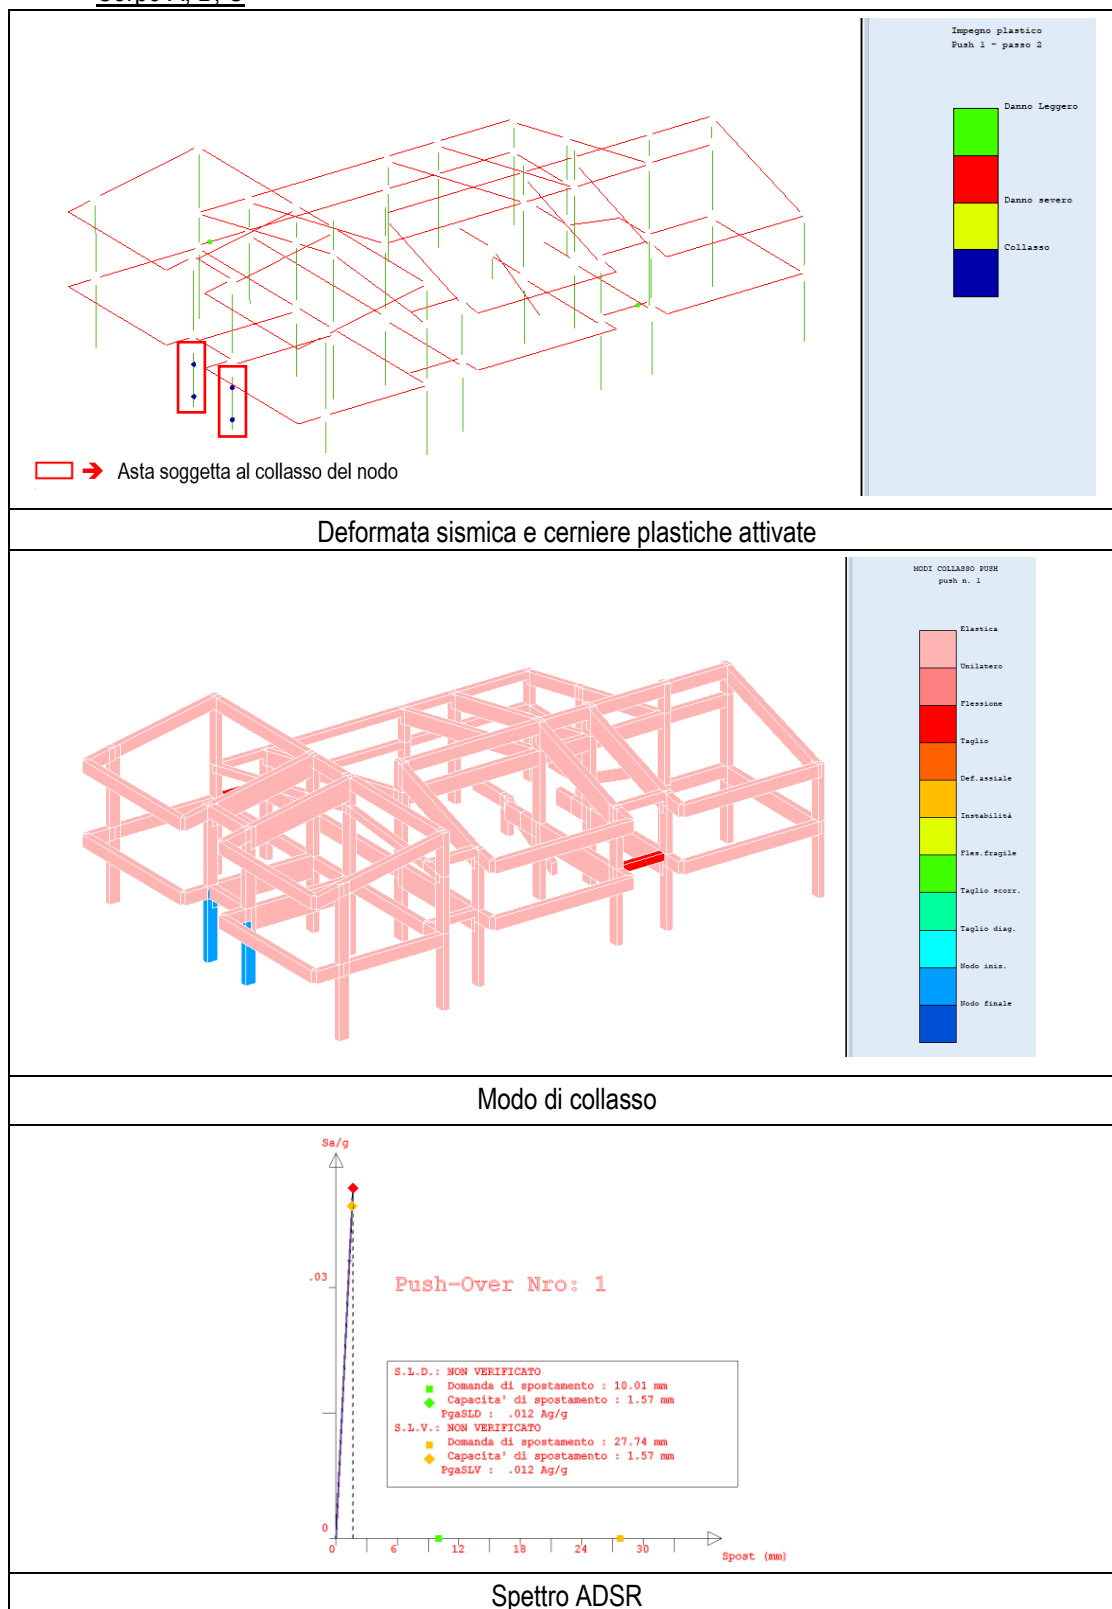 Corpo A, B, C
Impegno plastico
Push 1 - passo 2
Danno Leggero
Danno severo
Collasso
Asta soggetta al collasso del nodo
Deformata sismica e cerniere plastiche attivate
MODI COLLASSO PUSH
push n. 1
Elastica
Unilatero
Flessione
Taglio
Def.assiale
Instabilità
Fles.fragile
Taglio scorr.
Taglio diag.
Nodo iniz.
Nodo finale
Modo di collasso
Sa/g
.03
Push-Over Nro: 1
S.L.D.: NON VERIFICATO
Domanda di spostamento : 10.01 mm
Capacita' di spostamento : 1.57 mm
PgaSLD : .012 Ag/g
S.L.V.: NON VERIFICATO
Domanda di spostamento : 27.74 mm
Capacita' di spostamento : 1.57 mm
PgaSLV : .012 Ag/g
0
0 6 12 18 24 30
Spost (mm)
Spettro ADSR